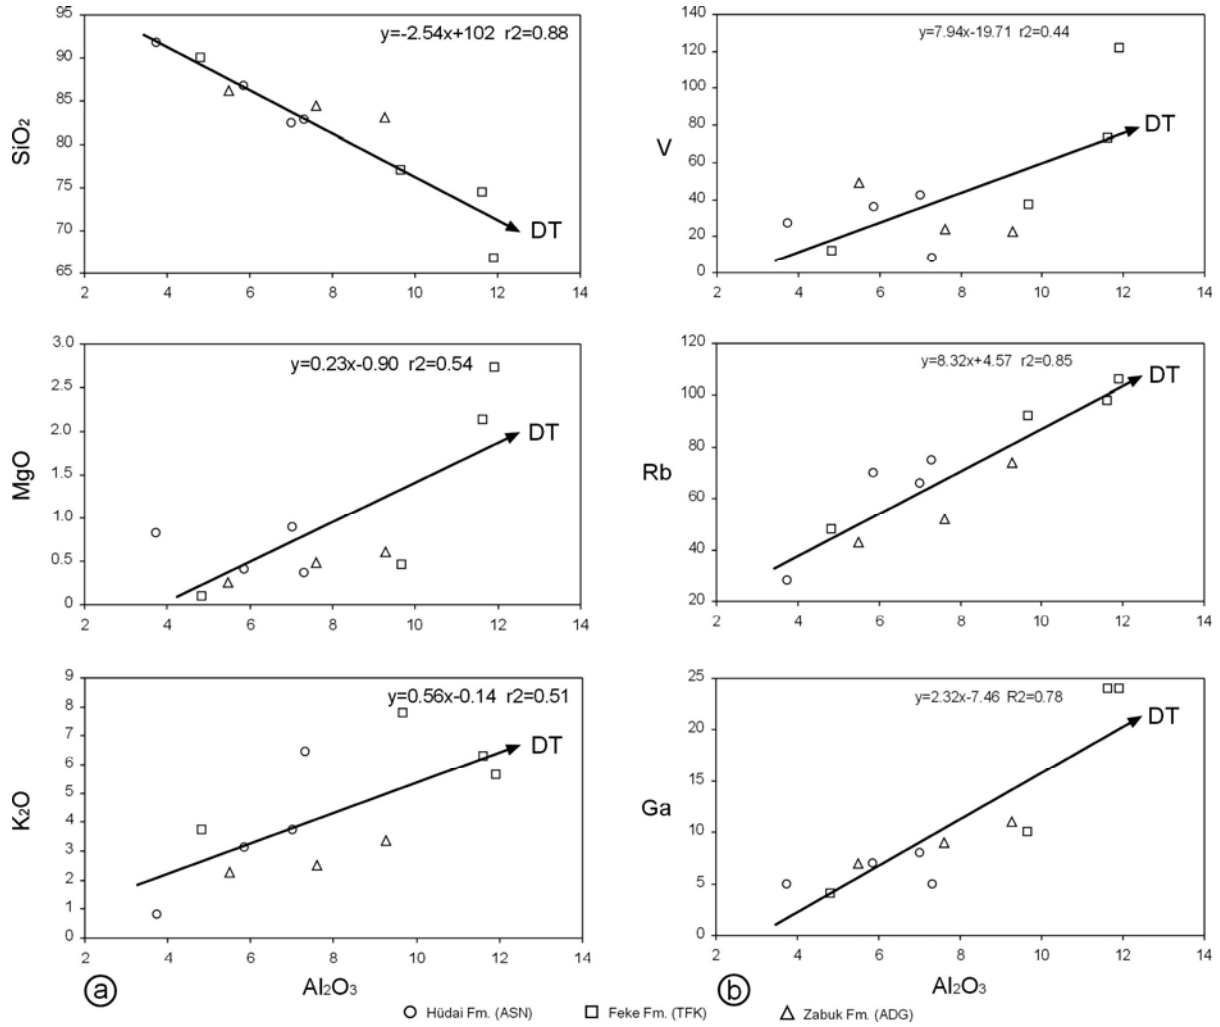 95
90
85
80
75
70
65
SiO₂
y=-2.54x+102 r2=0.88
DT
2 4 6 8 10 12 14
140
120
100
80
60
40
20
0
V
y=7.94x-19.71 r2=0.44
DT
2 4 6 8 10 12 14
3.0
2.5
2.0
1.5
1.0
0.5
0
MgO
y=0.23x-0.90 r2=0.54
DT
2 4 6 8 10 12 14
120
100
80
60
40
20
Rb
y=8.32x+4.57 r2=0.85
DT
2 4 6 8 10 12 14
9
8
7
6
5
4
3
2
1
0
K₂O
y=0.56x-0.14 r2=0.51
DT
2 4 6 8 10 12 14
25
20
15
10
5
0
Ga
y=2.32x-7.46 R2=0.78
DT
2 4 6 8 10 12 14
a
Al₂O₃
b
Al₂O₃
Hüdai Fm. (ASN) Feke Fm. (TFK) Zabuk Fm. (ADG)